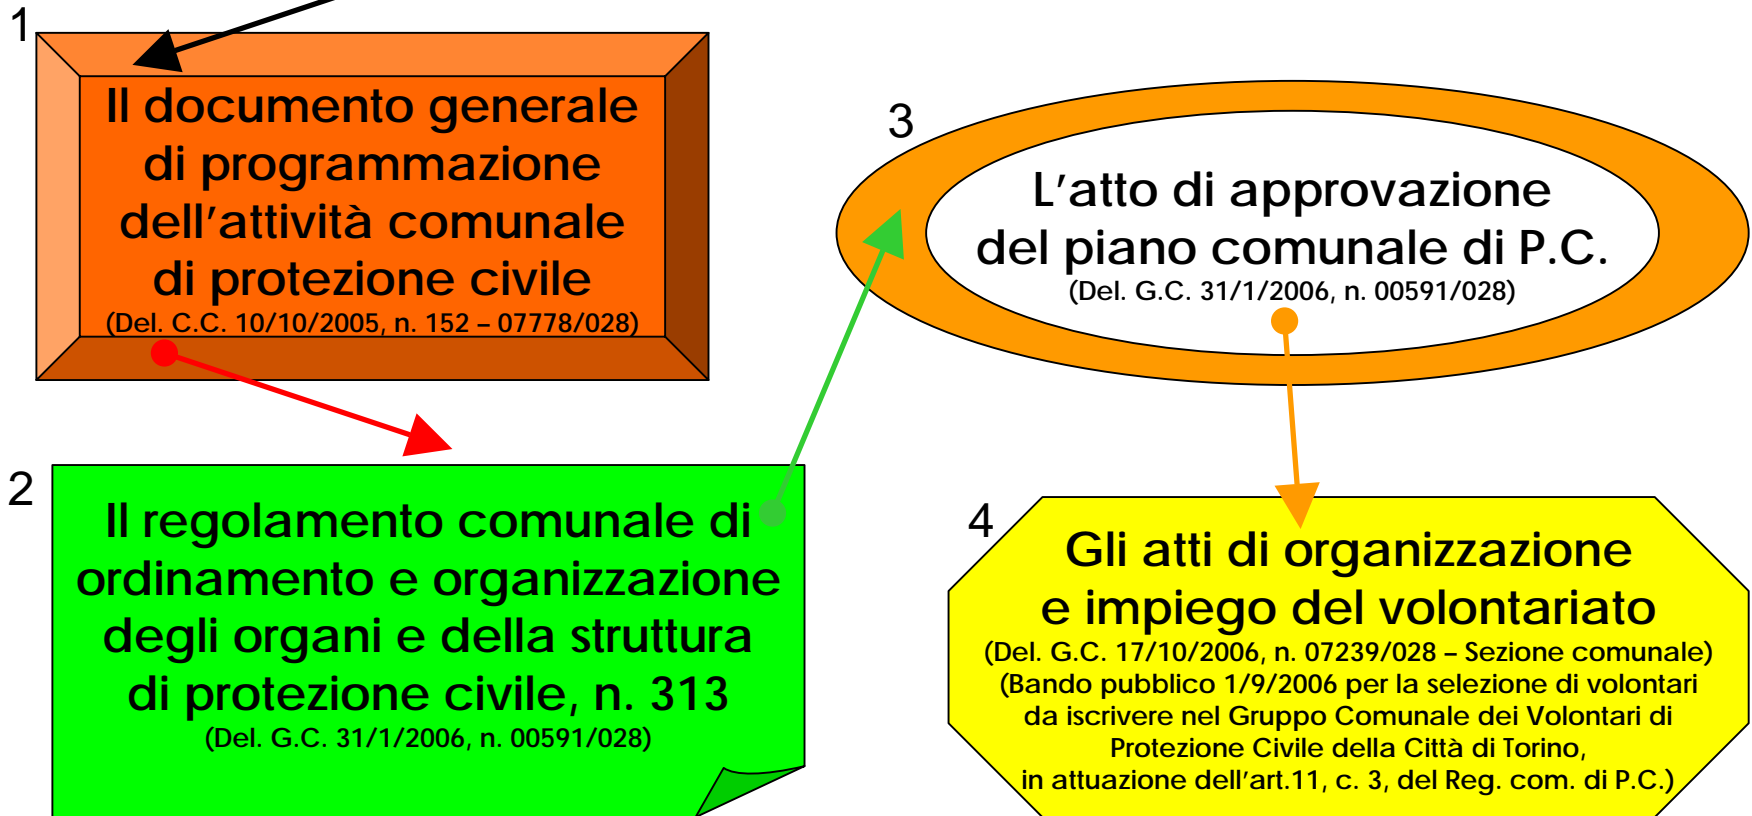 1
Il documento generale
di programmazione
dell'attività comunale
di protezione civile
(Del. C.C. 10/10/2005, n. 152 – 07778/028)
2
Il regolamento comunale di
ordinamento e organizzazione
degli organi e della struttura
di protezione civile, n. 313
(Del. G.C. 31/1/2006, n. 00591/028)
3
L'atto di approvazione
del piano comunale di P.C.
(Del. G.C. 31/1/2006, n. 00591/028)
4
Gli atti di organizzazione
e impiego del volontariato
(Del. G.C. 17/10/2006, n. 07239/028 – Sezione comunale)
(Bando pubblico 1/9/2006 per la selezione di volontari
da iscrivere nel Gruppo Comunale dei Volontari di
Protezione Civile della Città di Torino,
in attuazione dell'art.11, c. 3, del Reg. com. di P.C.)